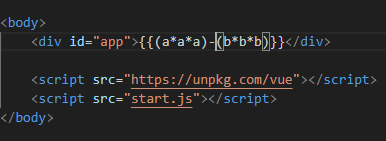 <body>
<div id="app">{{(a*a*a)-(b*b*b)}}</div>
<script src="https://unpkg.com/vue"></script>
<script src="start.js"></script>
</body>